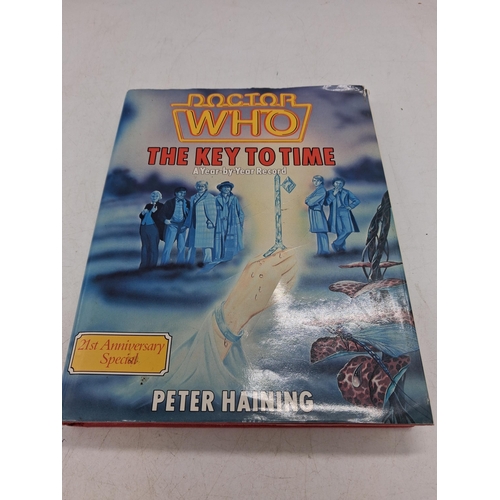 DOCTOR
WHO
THE KEY TO TIME
A Year by Year Record
21st Anniversary
Special!
PETER HAINING